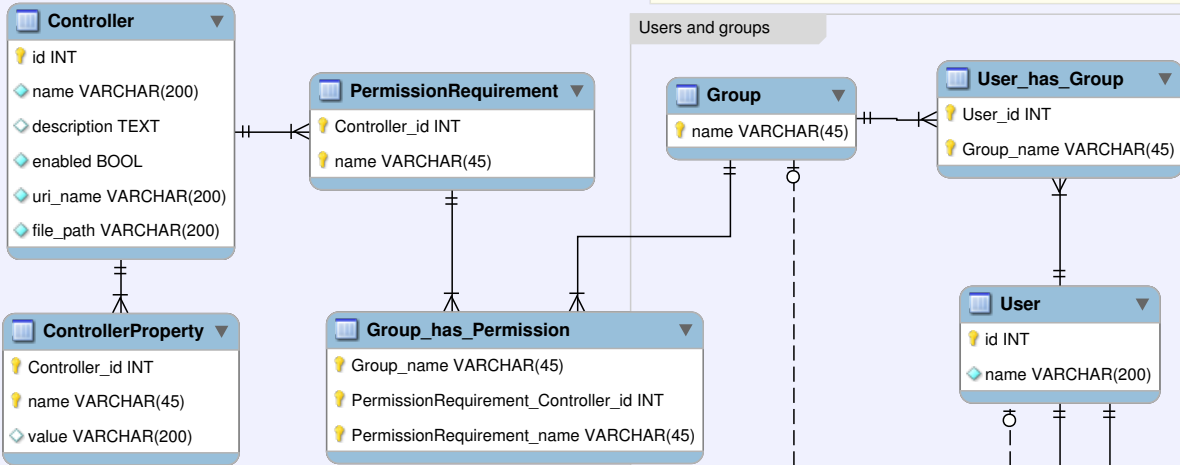 Controller
id INT
name VARCHAR(200)
description TEXT
enabled BOOL
uri_name VARCHAR(200)
file_path VARCHAR(200)
PermissionRequirement
Controller_id INT
name VARCHAR(45)
Users and groups
Group
name VARCHAR(45)
User_has_Group
User_id INT
Group_name VARCHAR(45)
ControllerProperty
Controller_id INT
name VARCHAR(45)
value VARCHAR(200)
Group_has_Permission
Group_name VARCHAR(45)
PermissionRequirement_Controller_id INT
PermissionRequirement_name VARCHAR(45)
User
id INT
name VARCHAR(200)